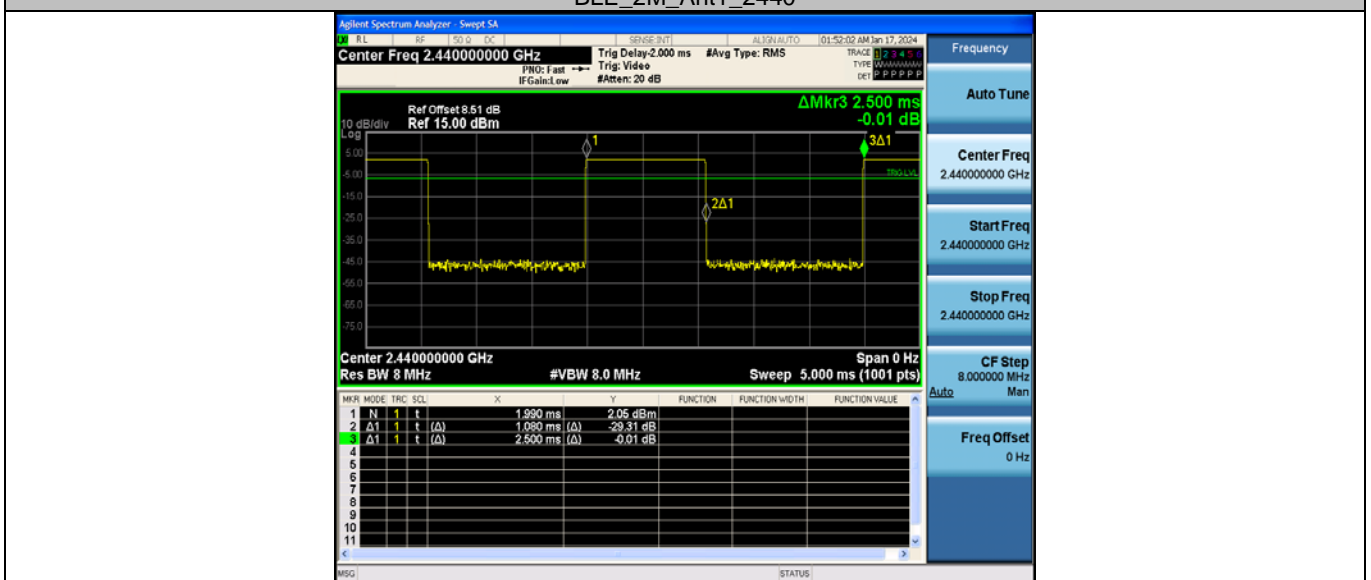 BLE_2M_Ant1_2440
Agilent Spectrum Analyzer - Swept SA
RL RF 50 Ω DC SENSE:INT ALIGN AUTO 01:52:02 AM Jan 17, 2024
Center Freq 2.440000000 GHz
PNO: Fast
IFGain:Low
Trig Delay-2.000 ms
Trig: Video
#Atten: 20 dB
#Avg Type: RMS
TRACE 1 2 3 4 5 6
TYPE WWWWWW
DET P P P P P P
ΔMkr3 2.500 ms
-0.01 dB
Ref Offset 8.51 dB
10 dB/div Ref 15.00 dBm
Log
5.00
-5.00
-15.0
-25.0
-35.0
-45.0
-55.0
-65.0
-75.0
1
2Δ1
3Δ1
TRIG LVL
Center 2.440000000 GHz Span 0 Hz
Res BW 8 MHz #VBW 8.0 MHz Sweep 5.000 ms (1001 pts)
MKR MODE TRC SCL X Y FUNCTION FUNCTION WIDTH FUNCTION VALUE
1 N 1 t 1.990 ms 2.05 dBm
2 Δ1 1 t (Δ) 1.080 ms (Δ) -29.31 dB
3 Δ1 1 t (Δ) 2.500 ms (Δ) -0.01 dB
4
5
6
7
8
9
10
11
MSG STATUS
Frequency
Auto Tune
Center Freq
2.440000000 GHz
Start Freq
2.440000000 GHz
Stop Freq
2.440000000 GHz
CF Step
8.000000 MHz
Auto Man
Freq Offset
0 Hz